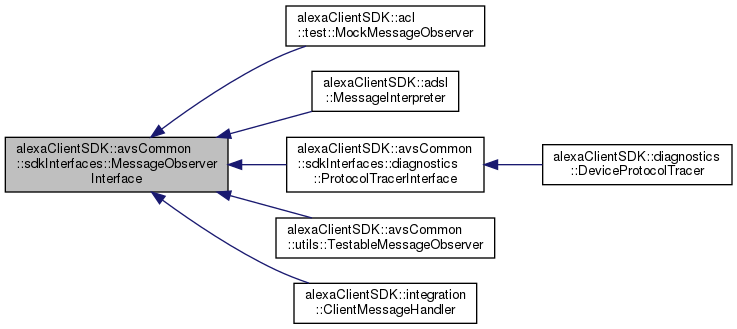 alexaClientSDK::acl
::test::MockMessageObserver
alexaClientSDK::adsl
::MessageInterpreter
alexaClientSDK::avsCommon
::sdkInterfaces::MessageObserver
Interface
alexaClientSDK::avsCommon
::sdkInterfaces::diagnostics
::ProtocolTracerInterface
alexaClientSDK::diagnostics
::DeviceProtocolTracer
alexaClientSDK::avsCommon
::utils::TestableMessageObserver
alexaClientSDK::integration
::ClientMessageHandler